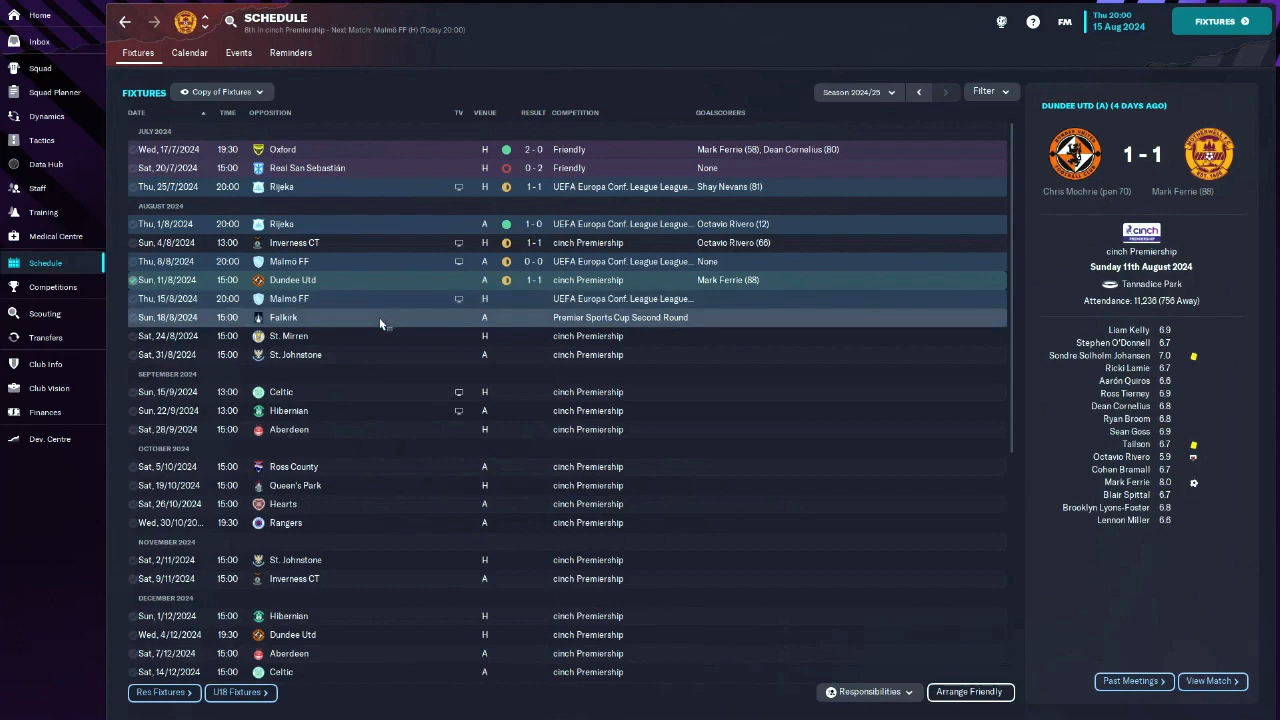 Home
Inbox
Squad
Squad Planner
Dynamics
Tactics
Data Hub
Staff
Training
Medical Centre
Schedule
Competitions
Scouting
Transfers
Club Info
Club Vision
Finances
Dev. Centre
SCHEDULE
8th in cinch Premiership - Next Match: Malmö FF (H) (Today 20:00)
FM
Thu 20:00
15 Aug 2024
FIXTURES
Fixtures Calendar Events Reminders
FIXTURES Copy of Fixtures Season 2024/25 Filter
DATE TIME OPPOSITION TV VENUE RESULT COMPETITION GOALSCORERS
JULY 2024
Wed, 17/7/2024 19:30 Oxford H 2 - 0 Friendly Mark Ferrie (58), Dean Cornelius (80)
Sat, 20/7/2024 15:00 Real San Sebastián H 0 - 2 Friendly None
Thu, 25/7/2024 20:00 Rijeka H 1 - 1 UEFA Europa Conf. League League... Shay Nevans (81)
AUGUST 2024
Thu, 1/8/2024 20:00 Rijeka A 1 - 0 UEFA Europa Conf. League League... Octavio Rivero (12)
Sun, 4/8/2024 13:00 Inverness CT H 1 - 1 cinch Premiership Octavio Rivero (66)
Thu, 8/8/2024 20:00 Malmö FF A 0 - 0 UEFA Europa Conf. League League... None
Sun, 11/8/2024 15:00 Dundee Utd A 1 - 1 cinch Premiership Mark Ferrie (88)
Thu, 15/8/2024 20:00 Malmö FF H UEFA Europa Conf. League League...
Sun, 18/8/2024 15:00 Falkirk A Premier Sports Cup Second Round
Sat, 24/8/2024 15:00 St. Mirren H cinch Premiership
Sat, 31/8/2024 15:00 St. Johnstone A cinch Premiership
SEPTEMBER 2024
Sun, 15/9/2024 13:00 Celtic H cinch Premiership
Sun, 22/9/2024 13:00 Hibernian A cinch Premiership
Sat, 28/9/2024 15:00 Aberdeen H cinch Premiership
OCTOBER 2024
Sat, 5/10/2024 15:00 Ross County A cinch Premiership
Sat, 19/10/2024 15:00 Queen's Park H cinch Premiership
Sat, 26/10/2024 15:00 Hearts A cinch Premiership
Wed, 30/10/20... 19:30 Rangers A cinch Premiership
NOVEMBER 2024
Sat, 2/11/2024 15:00 St. Johnstone H cinch Premiership
Sat, 9/11/2024 15:00 Inverness CT A cinch Premiership
DECEMBER 2024
Sun, 1/12/2024 15:00 Hibernian H cinch Premiership
Wed, 4/12/2024 19:30 Dundee Utd H cinch Premiership
Sat, 7/12/2024 15:00 Aberdeen A cinch Premiership
Sat, 14/12/2024 15:00 Celtic A cinch Premiership
Res Fixtures U18 Fixtures Responsibilities Arrange Friendly
DUNDEE UTD (A) (4 DAYS AGO)
1 - 1
Chris Mochrie (pen 70) Mark Ferrie (88)
cinch
PREMIERSHIP
cinch Premiership
Sunday 11th August 2024
Tannadice Park
Attendance: 11,236 (756 Away)
Liam Kelly 6.9
Stephen O'Donnell 6.7
Sondre Solholm Johansen 7.0
Ricki Lamie 6.7
Aarón Quiros 6.6
Ross Tierney 6.9
Dean Cornelius 6.8
Ryan Broom 6.8
Sean Goss 6.9
Tailson 6.7
Octavio Rivero 5.9
Cohen Bramall 6.7
Mark Ferrie 8.0
Blair Spittal 6.7
Brooklyn Lyons-Foster 6.8
Lennon Miller 6.6
Past Meetings View Match